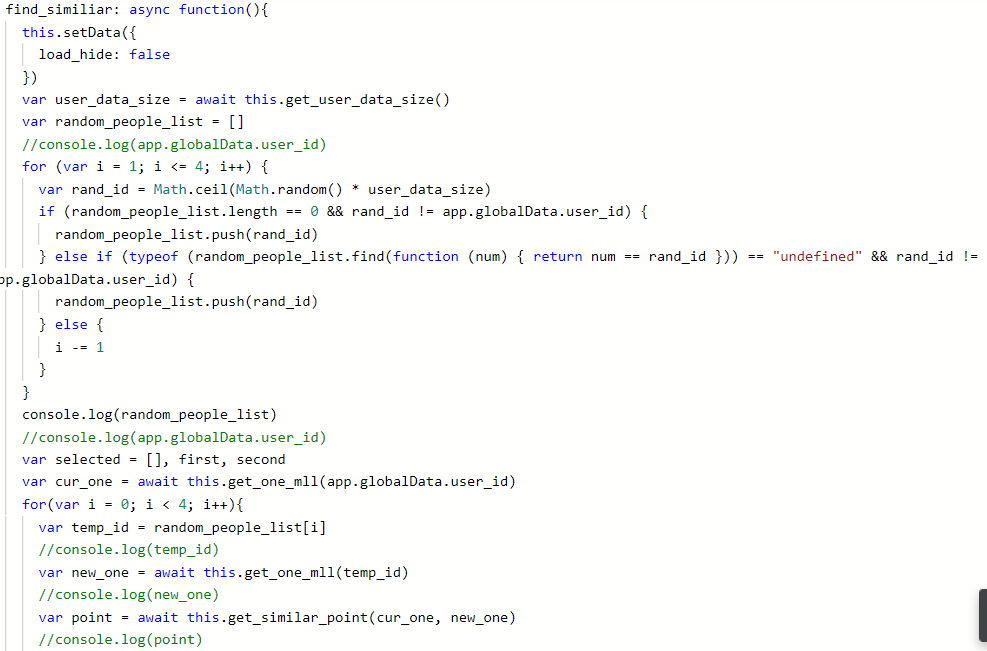 find_similiar: async function(){
this.setData({
load_hide: false
})
var user_data_size = await this.get_user_data_size()
var random_people_list = []
//console.log(app.globalData.user_id)
for (var i = 1; i <= 4; i++) {
var rand_id = Math.ceil(Math.random() * user_data_size)
if (random_people_list.length == 0 && rand_id != app.globalData.user_id) {
random_people_list.push(rand_id)
} else if (typeof (random_people_list.find(function (num) { return num == rand_id })) == "undefined" && rand_id !=
pp.globalData.user_id) {
random_people_list.push(rand_id)
} else {
i -= 1
}
}
console.log(random_people_list)
//console.log(app.globalData.user_id)
var selected = [], first, second
var cur_one = await this.get_one_mll(app.globalData.user_id)
for(var i = 0; i < 4; i++){
var temp_id = random_people_list[i]
//console.log(temp_id)
var new_one = await this.get_one_mll(temp_id)
//console.log(new_one)
var point = await this.get_similar_point(cur_one, new_one)
//console.log(point)